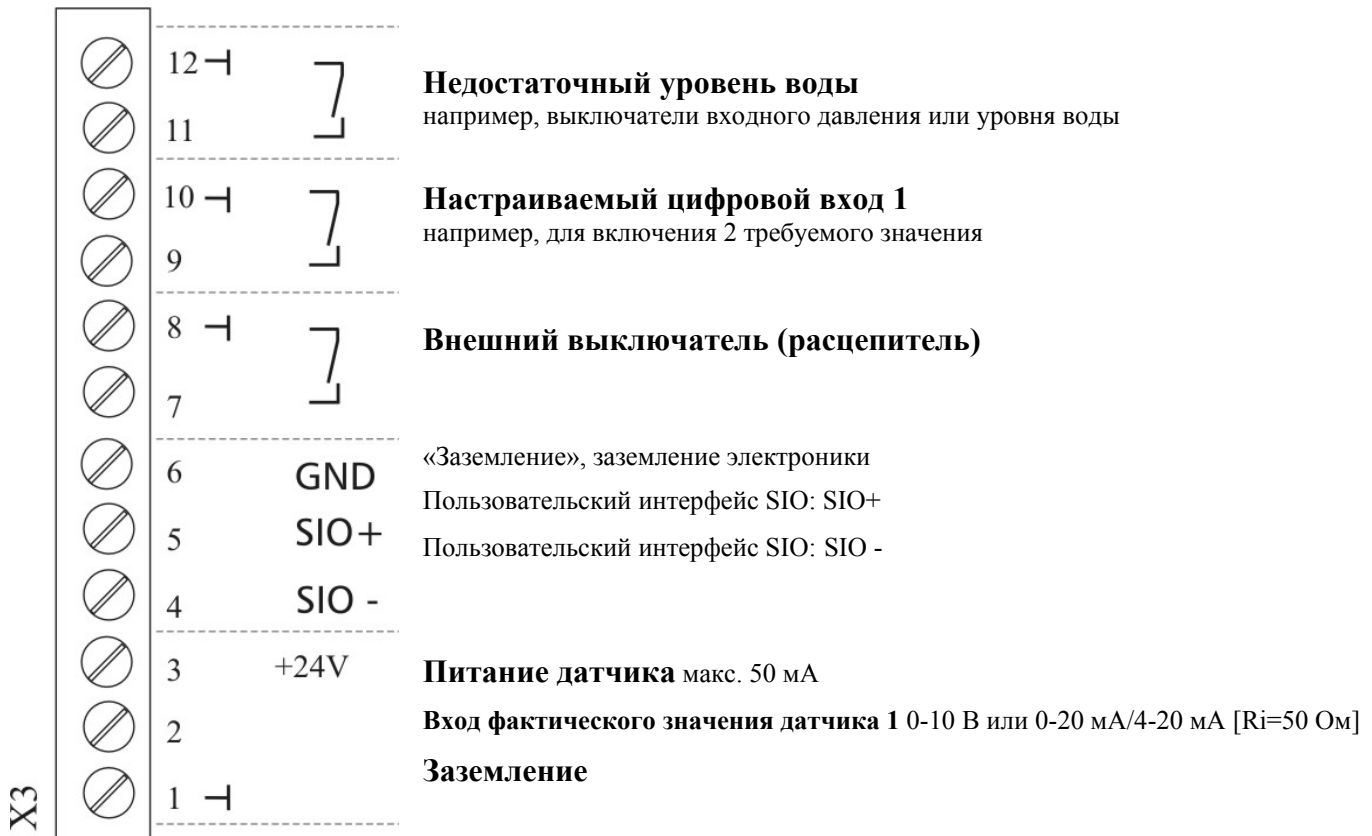 12
Недостаточный уровень воды
например, выключатели входного давления или уровня воды
11
10
Настраиваемый цифровой вход 1
например, для включения 2 требуемого значения
9
8
Внешний выключатель (расцепитель)
7
6 GND «Заземление», заземление электроники
5 SIO+ Пользовательский интерфейс SIO: SIO+
4 SIO - Пользовательский интерфейс SIO: SIO -
3 +24V Питание датчика макс. 50 мА
2 Вход фактического значения датчика 1 0-10 В или 0-20 мА/4-20 мА [Ri=50 Ом]
1 Заземление
X3